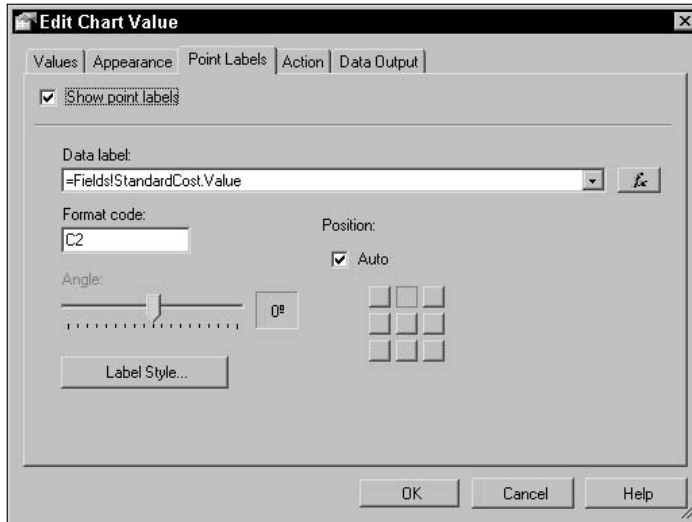 Edit Chart Value
Values Appearance Point Labels Action Data Output
Show point labels
Data label:
=Fields!StandardCost.Value
fx
Format code:
C2
Position:
Auto
Angle:
0º
Label Style...
OK Cancel Help